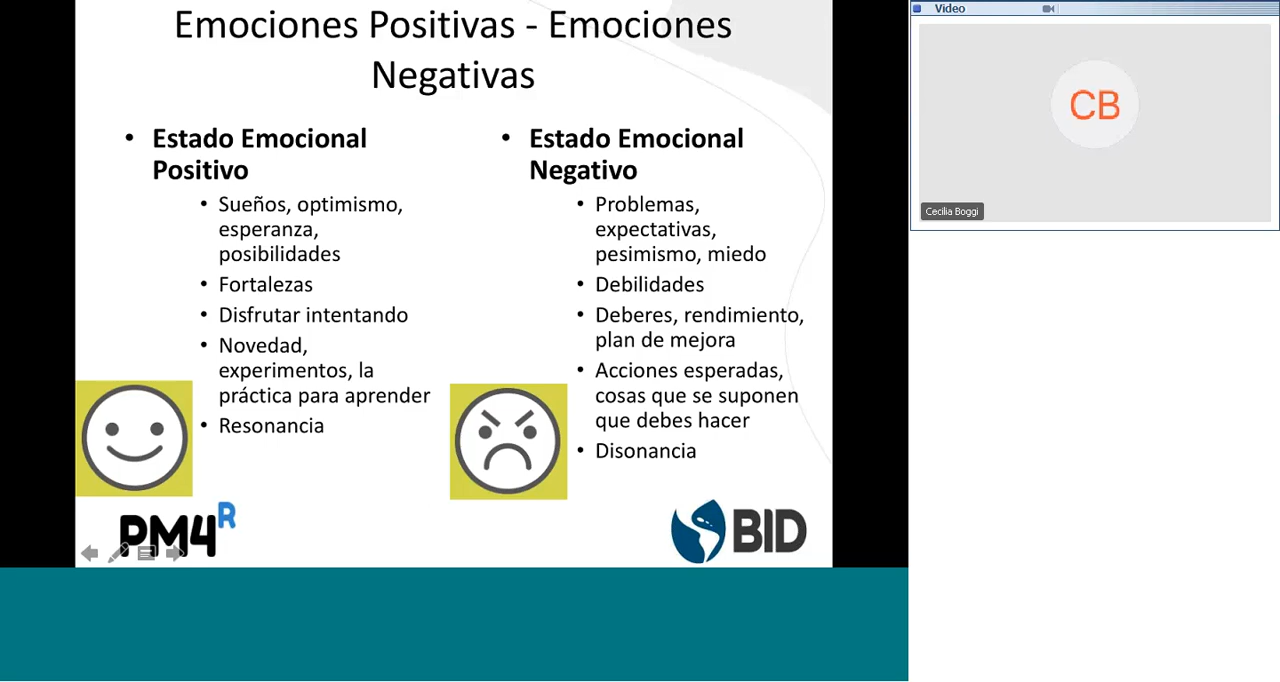 Emociones Positivas - Emociones
Negativas
• Estado Emocional
Positivo
• Sueños, optimismo,
esperanza,
posibilidades
• Fortalezas
• Disfrutar intentando
• Novedad,
experimentos, la
práctica para aprender
• Resonancia
• Estado Emocional
Negativo
• Problemas,
expectativas,
pesimismo, miedo
• Debilidades
• Deberes, rendimiento,
plan de mejora
• Acciones esperadas,
cosas que se suponen
que debes hacer
• Disonancia
PM4R
BID
Video
CB
Cecilia Boggi